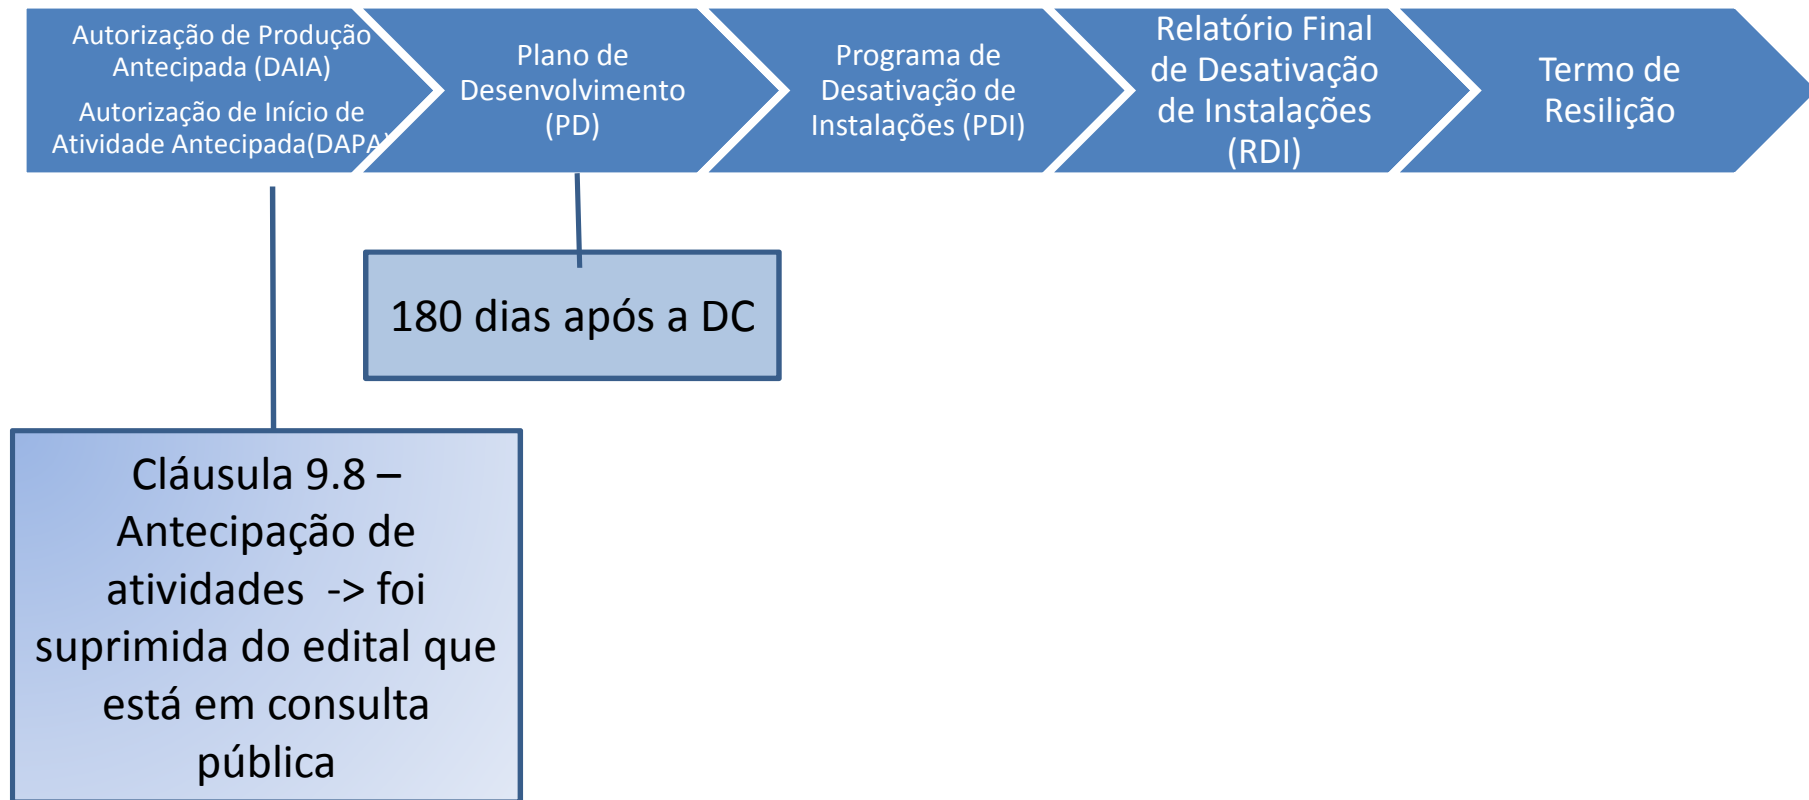 Autorização de Produção
Antecipada (DAIA)
Autorização de Início de
Atividade Antecipada(DAPA)
Plano de
Desenvolvimento
(PD)
Programa de
Desativação de
Instalações (PDI)
Relatório Final
de Desativação
de Instalações
(RDI)
Termo de
Resilição
180 dias após a DC
Cláusula 9.8 –
Antecipação de
atividades -> foi
suprimida do edital que
está em consulta
pública